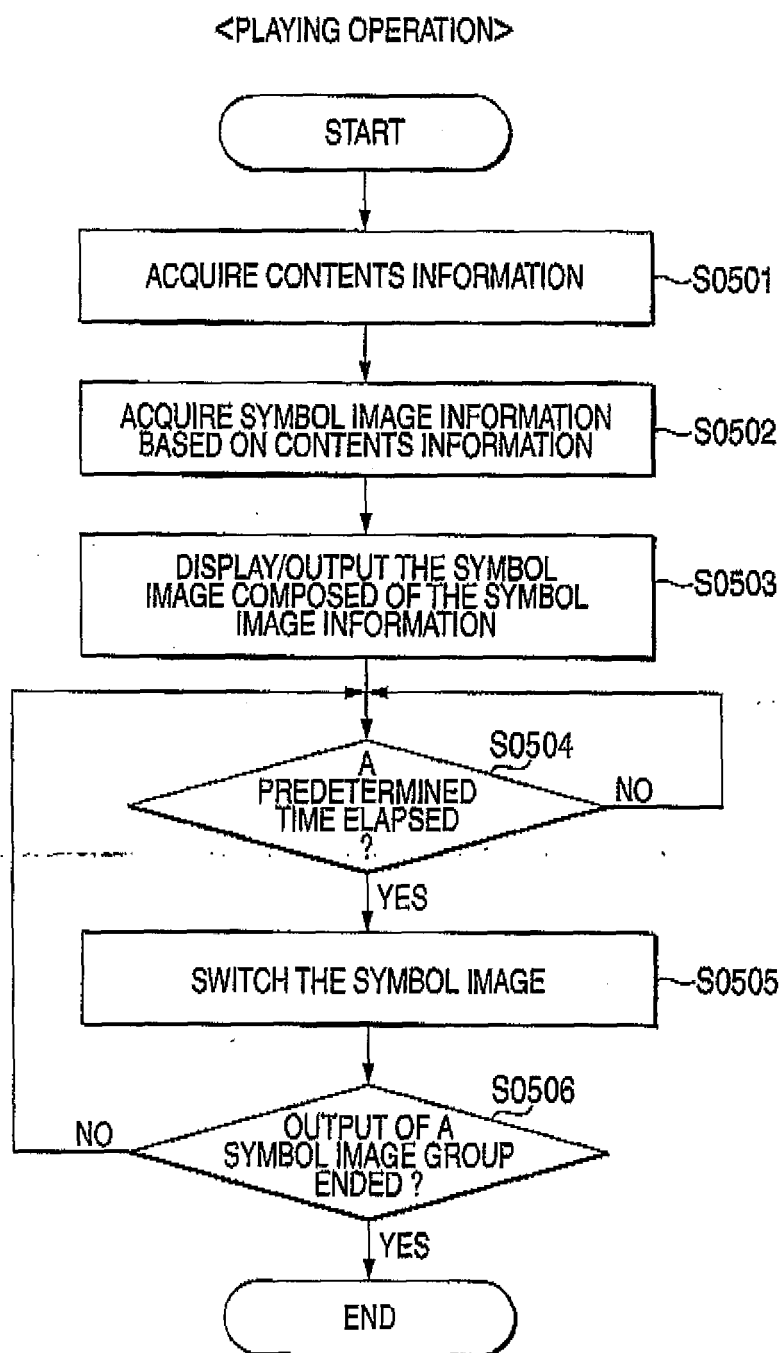 <PLAYING OPERATION>
START
ACQUIRE CONTENTS INFORMATION
S0501
ACQUIRE SYMBOL IMAGE INFORMATION
BASED ON CONTENTS INFORMATION
S0502
DISPLAY/OUTPUT THE SYMBOL
IMAGE COMPOSED OF THE SYMBOL
IMAGE INFORMATION
S0503
S0504
A
PREDETERMINED
TIME ELAPSED
?
NO
YES
SWITCH THE SYMBOL IMAGE
S0505
S0506
OUTPUT OF A
SYMBOL IMAGE GROUP
ENDED ?
NO
YES
END